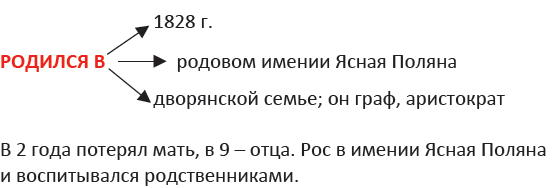 1828 г.
РОДИЛСЯ В
родовом имении Ясная Поляна
дворянской семье; он граф, аристократ
В 2 года потерял мать, в 9 – отца. Рос в имении Ясная Поляна
и воспитывался родственниками.